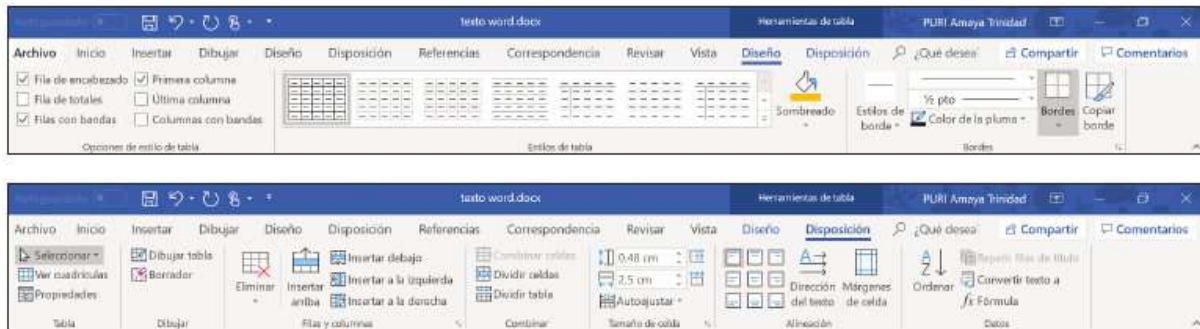 texto word.docx Herramientas de tabla PURI Amaya Trinidad
Archivo Inicio Insertar Dibujar Diseño Disposición Referencias Correspondencia Revisar Vista Diseño Disposición ¿Qué desea Compartir Comentarios
Fila de encabezado Primera columna
Fila de totales Última columna
Filas con bandas Columnas con bandas
Sombreado
Estilos de borde
½ pto
Color de la pluma
Bordes
Copiar borde
Opciones de estilo de tabla Estilos de tabla Bordes
texto word.docx Herramientas de tabla PURI Amaya Trinidad
Archivo Inicio Insertar Dibujar Diseño Disposición Referencias Correspondencia Revisar Vista Diseño Disposición ¿Qué desea Compartir Comentarios
Seleccionar
Ver cuadrículas
Propiedades
Dibujar tabla
Borrador
Eliminar
Insertar arriba
Insertar debajo
Insertar a la izquierda
Insertar a la derecha
Combinar celdas
Dividir celdas
Dividir tabla
0.48 cm
2.5 cm
Autoajustar
Dirección del texto
Márgenes de celda
Ordenar
Repetir filas de título
Convertir texto a
fx Fórmula
Tabla Dibujar Filas y columnas Combinar Tamaño de celda Alineación Datos